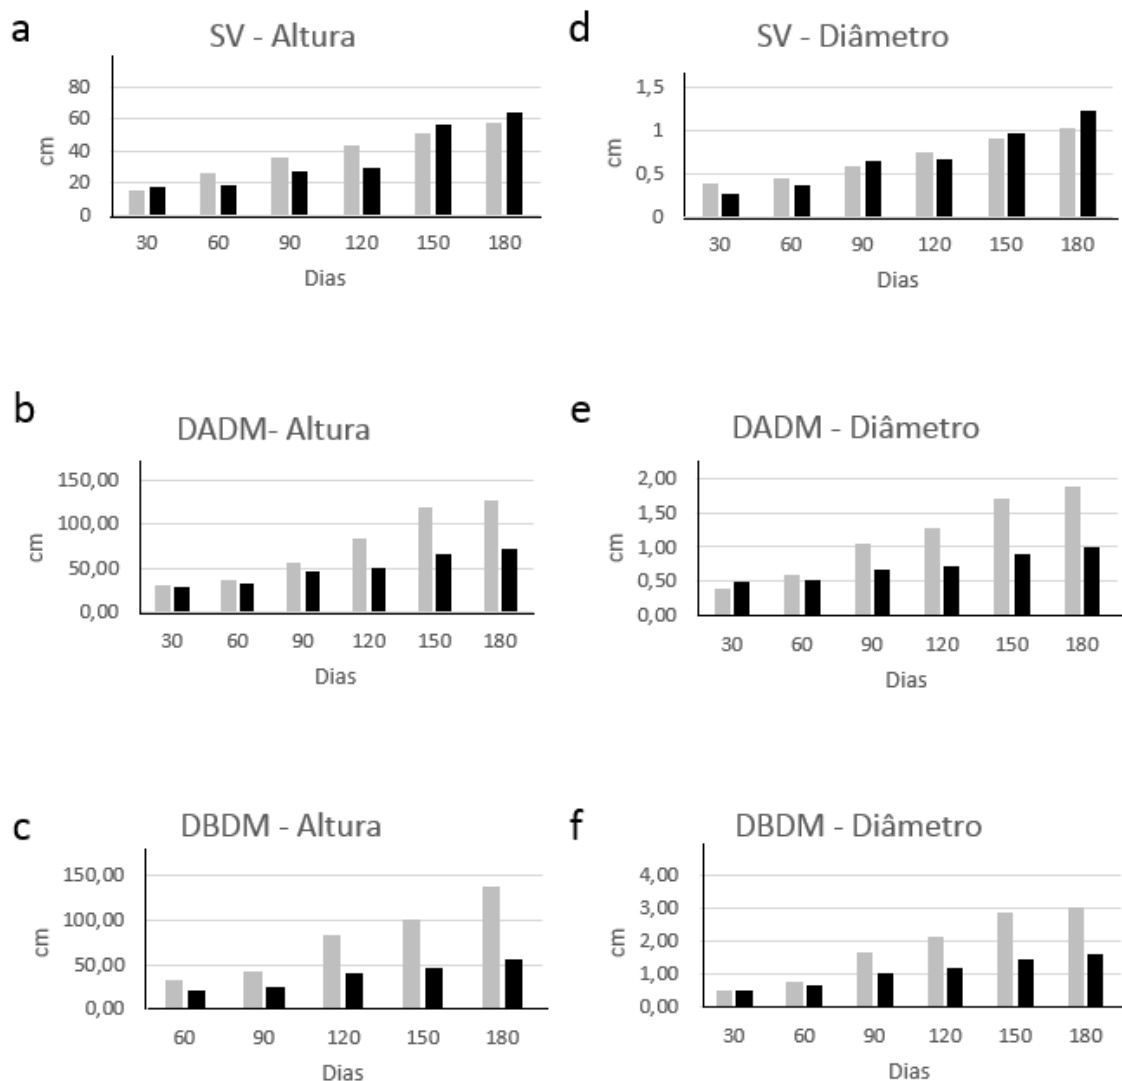 a
SV - Altura
80
60
40
20
0
cm
30 60 90 120 150 180
Dias
d
SV - Diâmetro
1,5
1
0,5
0
cm
30 60 90 120 150 180
Dias
b
DADM- Altura
150,00
100,00
50,00
0,00
cm
30 60 90 120 150 180
Dias
e
DADM - Diâmetro
2,00
1,50
1,00
0,50
0,00
cm
30 60 90 120 150 180
Dias
c
DBDM - Altura
150,00
100,00
50,00
0,00
cm
60 90 120 150 180
Dias
f
DBDM - Diâmetro
4,00
3,00
2,00
1,00
0,00
cm
30 60 90 120 150 180
Dias